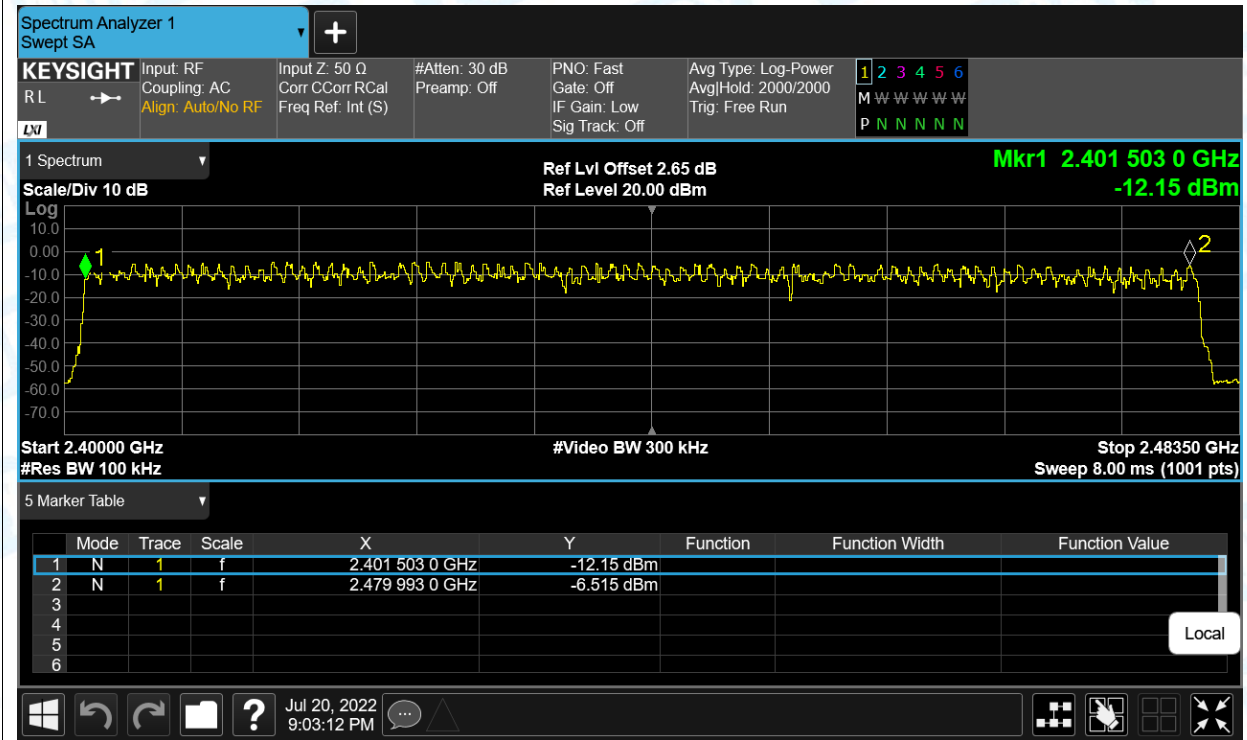 Spectrum Analyzer 1
Swept SA
+
KEYSIGHT Input: RF Input Z: 50 Ω #Atten: 30 dB PNO: Fast Avg Type: Log-Power 1 2 3 4 5 6
RL Coupling: AC Corr CCorr RCal Preamp: Off Gate: Off Avg|Hold: 2000/2000 M W W W W W
Align: Auto/No RF Freq Ref: Int (S) IF Gain: Low Trig: Free Run
LXI Sig Track: Off P N N N N N
1 Spectrum Ref Lvl Offset 2.65 dB Mkr1 2.401 503 0 GHz
Scale/Div 10 dB Ref Level 20.00 dBm -12.15 dBm
Log
10.0
0.00 1 2
-10.0
-20.0
-30.0
-40.0
-50.0
-60.0
-70.0
Start 2.40000 GHz #Video BW 300 kHz Stop 2.48350 GHz
#Res BW 100 kHz Sweep 8.00 ms (1001 pts)
5 Marker Table
Mode Trace Scale X Y Function Function Width Function Value
1 N 1 f 2.401 503 0 GHz -12.15 dBm
2 N 1 f 2.479 993 0 GHz -6.515 dBm
3
4
5
6
Local
? Jul 20, 2022
9:03:12 PM